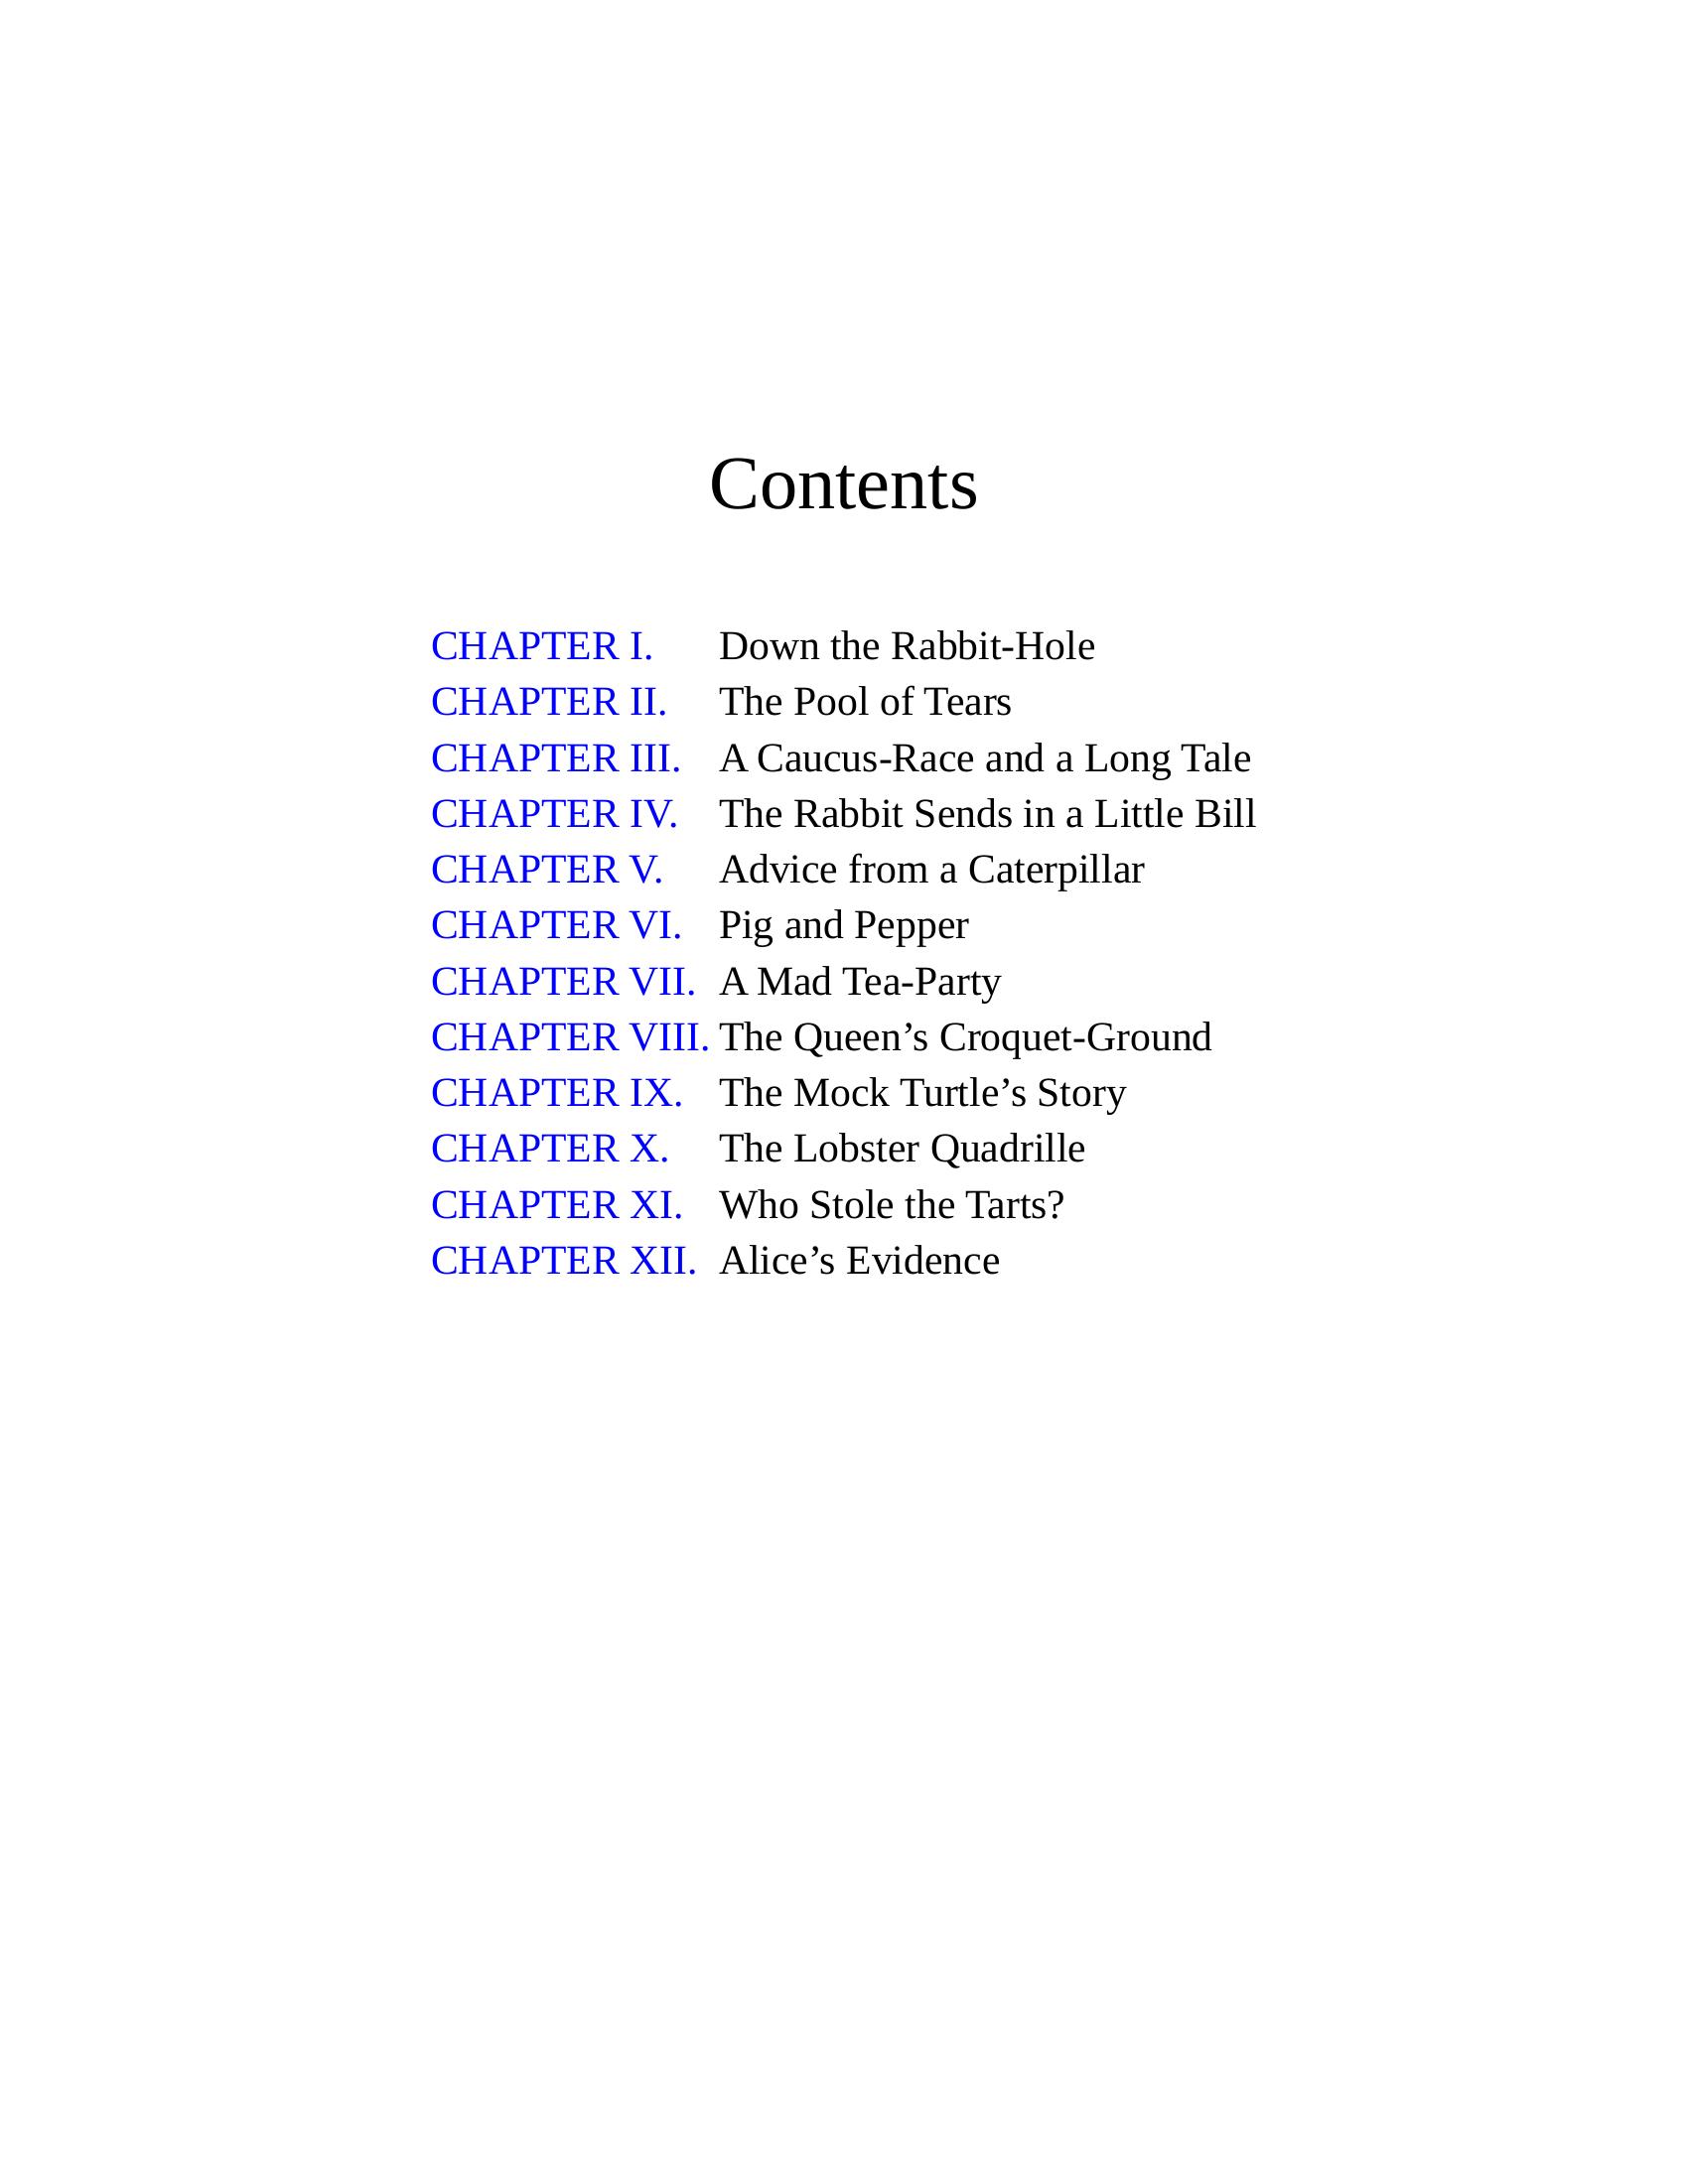 Contents
CHAPTER I. Down the Rabbit-Hole
CHAPTER II. The Pool of Tears
CHAPTER III. A Caucus-Race and a Long Tale
CHAPTER IV. The Rabbit Sends in a Little Bill
CHAPTER V. Advice from a Caterpillar
CHAPTER VI. Pig and Pepper
CHAPTER VII. A Mad Tea-Party
CHAPTER VIII. The Queen’s Croquet-Ground
CHAPTER IX. The Mock Turtle’s Story
CHAPTER X. The Lobster Quadrille
CHAPTER XI. Who Stole the Tarts?
CHAPTER XII. Alice’s Evidence